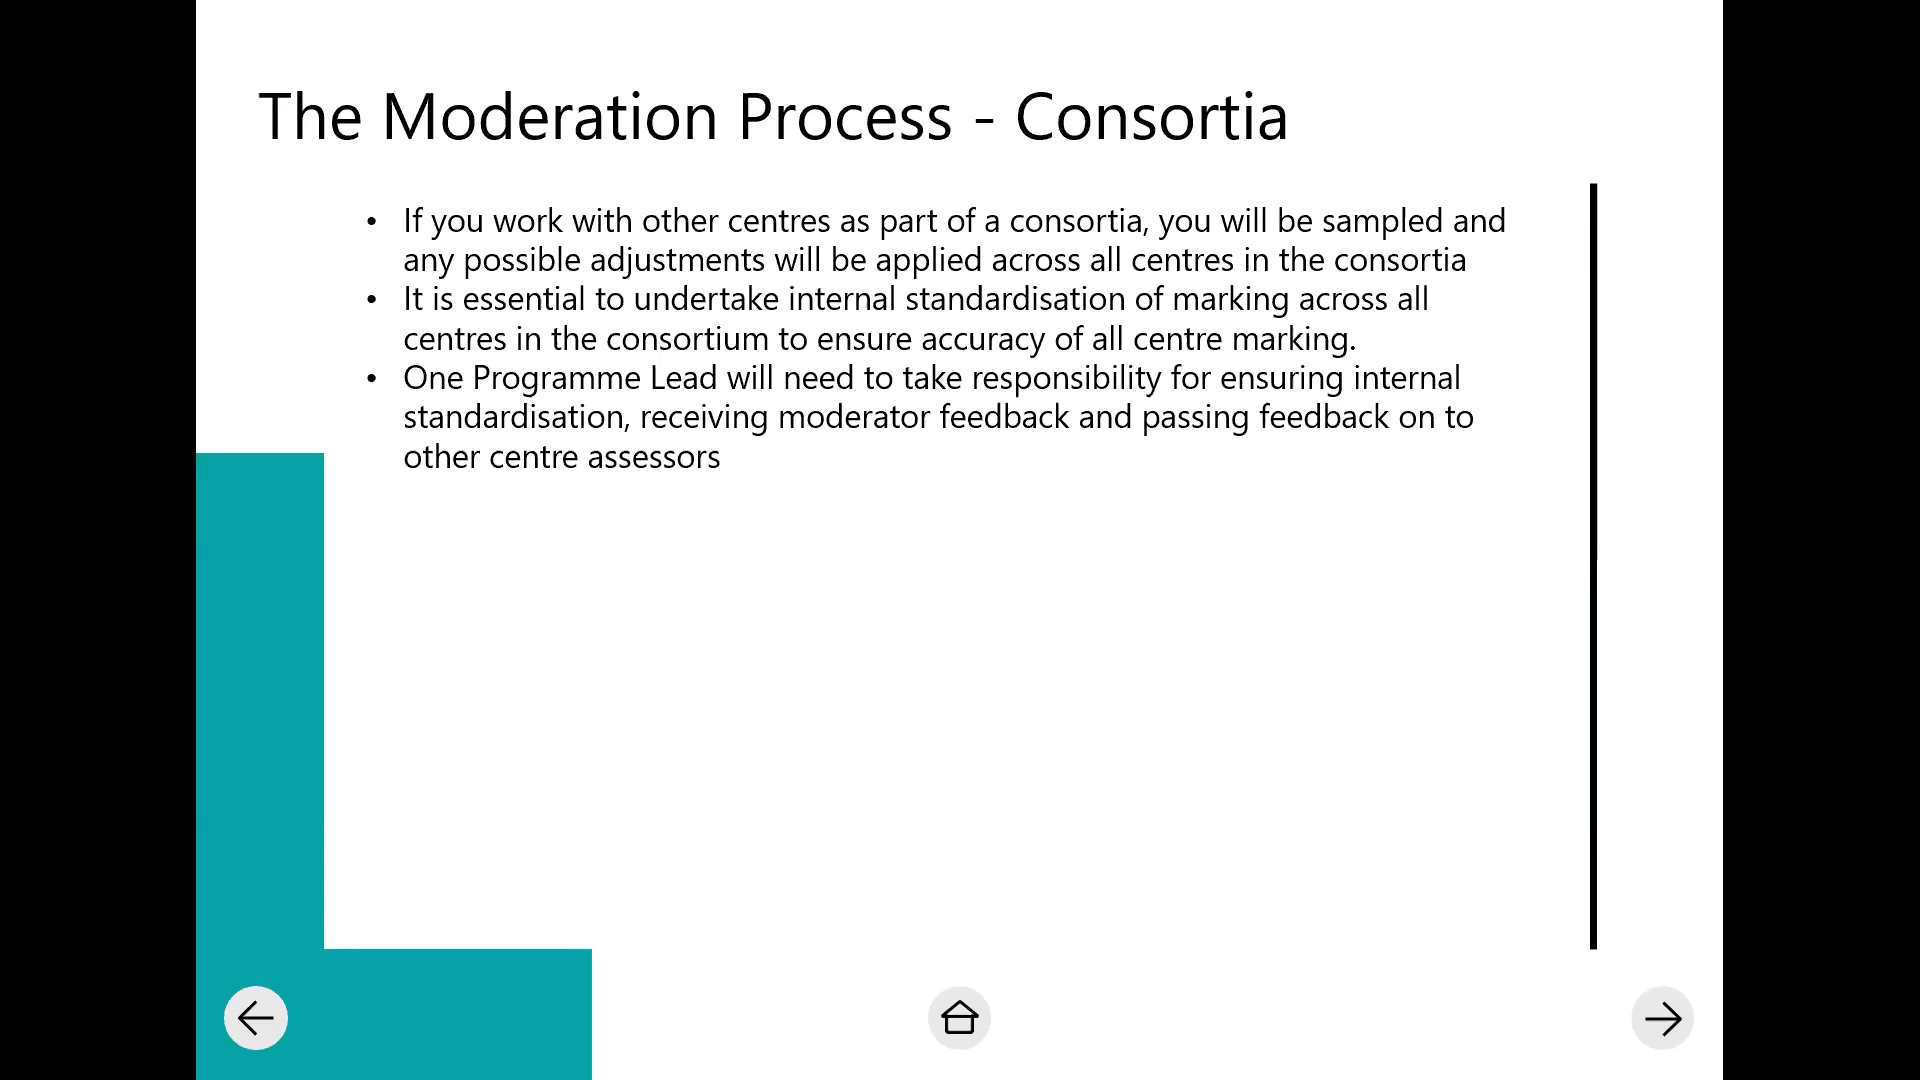 The Moderation Process - Consortia
• If you work with other centres as part of a consortia, you will be sampled and
any possible adjustments will be applied across all centres in the consortia
• It is essential to undertake internal standardisation of marking across all
centres in the consortium to ensure accuracy of all centre marking.
• One Programme Lead will need to take responsibility for ensuring internal
standardisation, receiving moderator feedback and passing feedback on to
other centre assessors